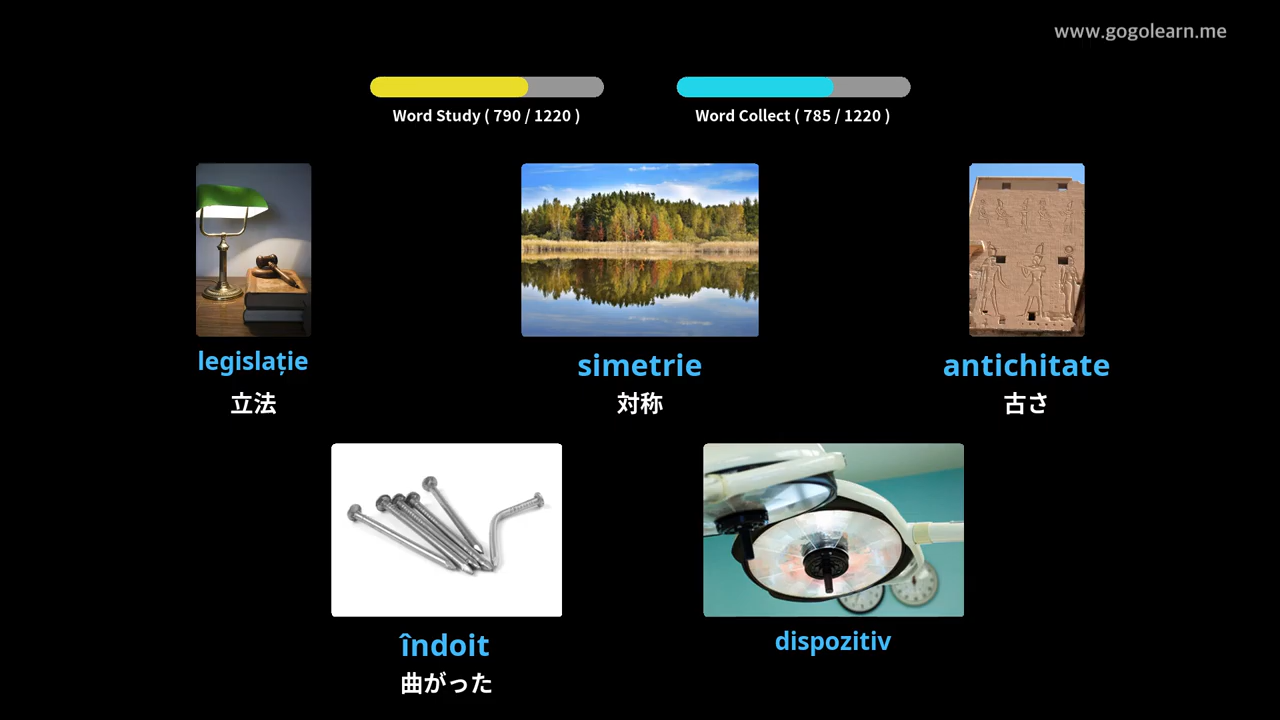 www.gogolearn.me
Word Study ( 790 / 1220 )
Word Collect ( 785 / 1220 )
legislație
simetrie
antichitate
立法
対称
古さ
îndoit
dispozitiv
曲がった